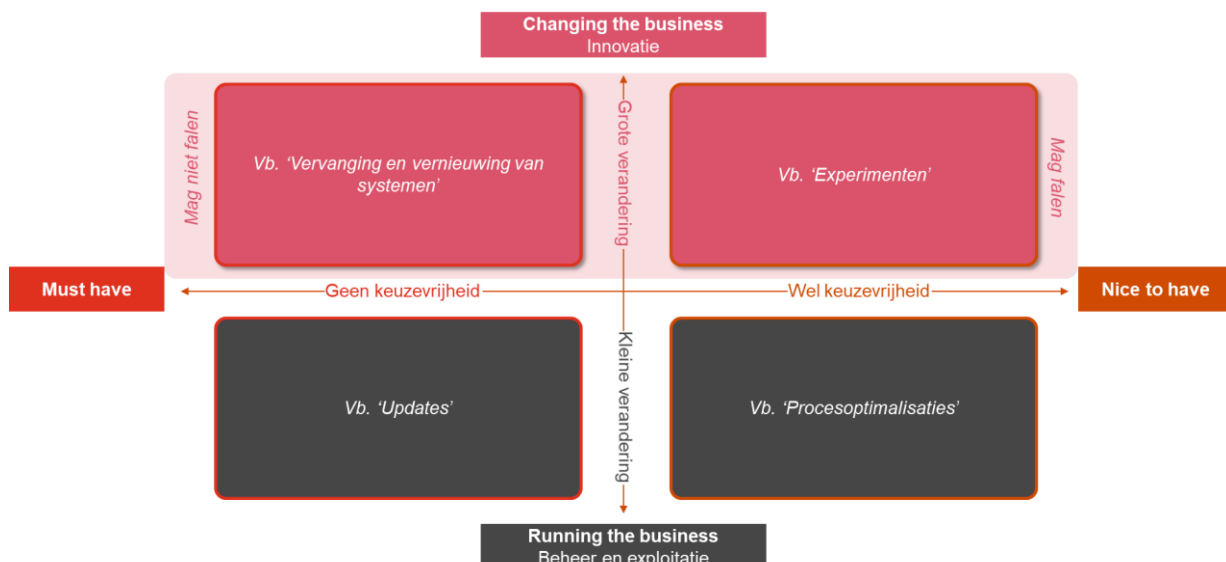 Changing the business
Innovatie
Mag niet falen
Vb. ‘Vervanging en vernieuwing van
systemen’
Grote verandering
Vb. ‘Experimenten’
Mag falen
Must have
Geen keuzevrijheid
Wel keuzevrijheid
Nice to have
Vb. ‘Updates’
Kleine verandering
Vb. ‘Procesoptimalisaties’
Running the business
Beheer en exploitatie